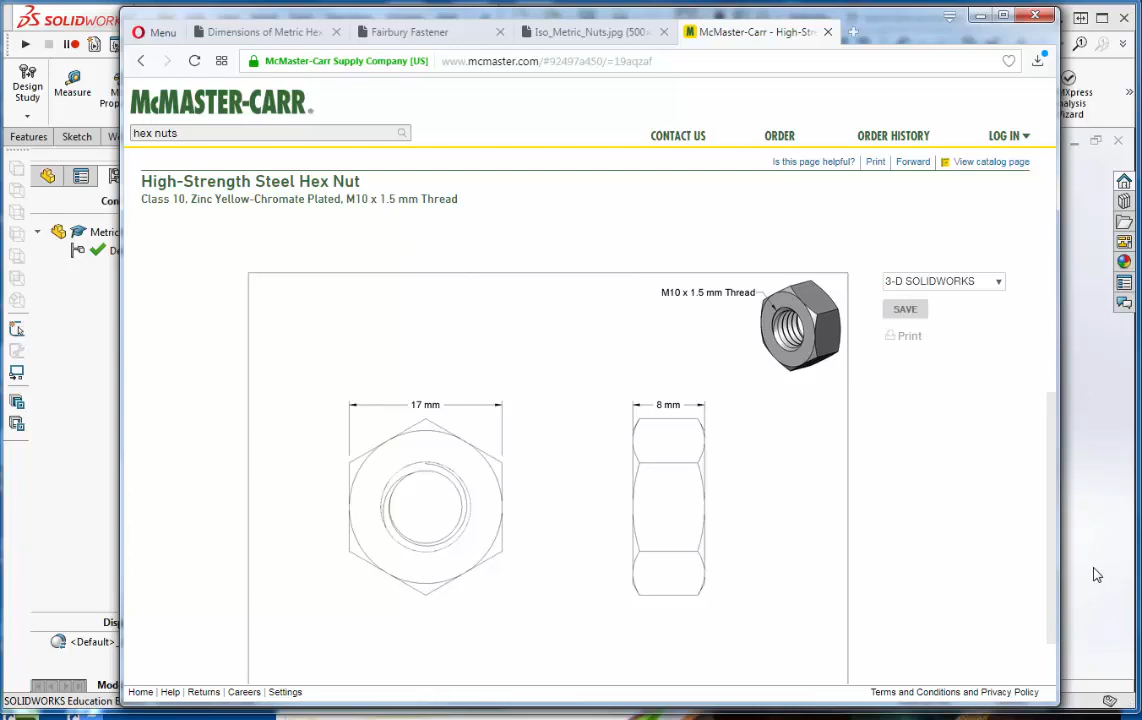 SOLIDWORKS
Menu
Dimensions of Metric Hex
Fairbury Fastener
Iso_Metric_Nuts.jpg (500×
McMaster-Carr - High-Str
McMaster-Carr Supply Company [US]
www.mcmaster.com/#92497a450/=19aqzaf
Design
Study
Measure
Features
Sketch
MXpress
alysis
izard
McMASTER-CARR®
hex nuts
CONTACT US
ORDER
ORDER HISTORY
LOG IN
Is this page helpful?
Print
Forward
View catalog page
High-Strength Steel Hex Nut
Class 10, Zinc Yellow-Chromate Plated, M10 x 1.5 mm Thread
Metric
M10 x 1.5 mm Thread
3-D SOLIDWORKS
SAVE
Print
17 mm
8 mm
<Default>_
Home | Help | Returns | Careers | Settings
Terms and Conditions and Privacy Policy
SOLIDWORKS Education